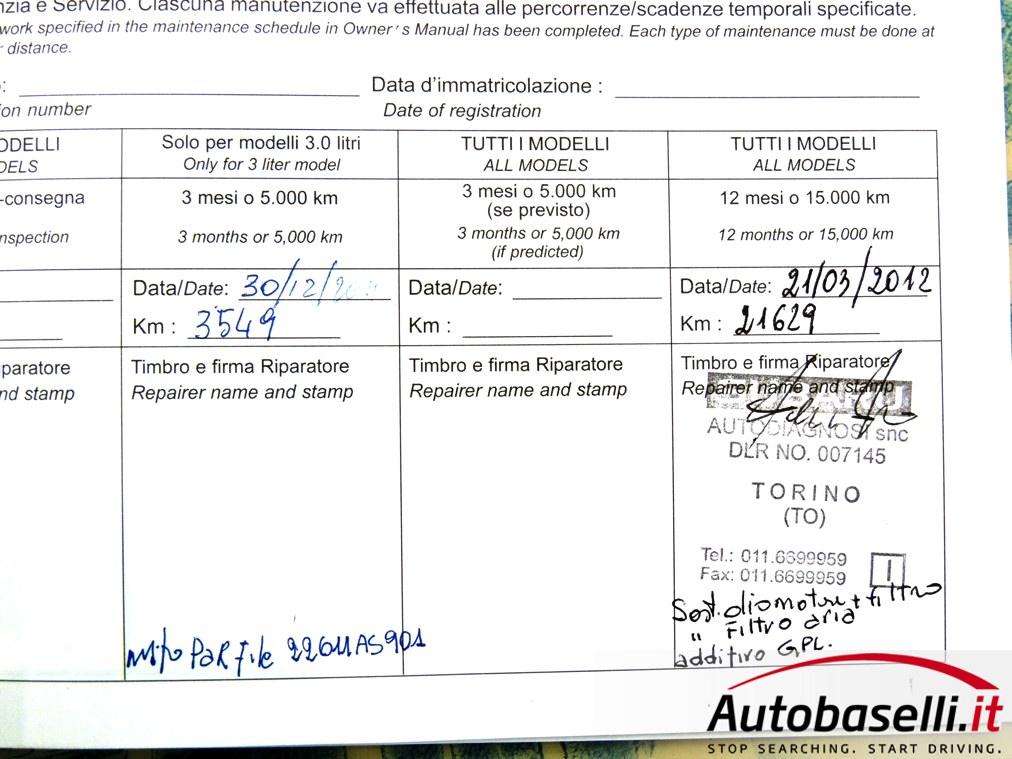 nzia e Servizio. Ciascuna manutenzione va effettuata alle percorrenze/scadenze temporali specificate.
work specified in the maintenance schedule in Owner's Manual has been completed. Each type of maintenance must be done at
r distance.
: Data d'immatricolazione :
ion number Date of registration
ODELLI Solo per modelli 3.0 litri TUTTI I MODELLI TUTTI I MODELLI
DELS Only for 3 liter model ALL MODELS ALL MODELS
-consegna 3 mesi o 5.000 km 3 mesi o 5.000 km 12 mesi o 15.000 km
(se previsto)
nspection 3 months or 5,000 km 3 months or 5,000 km 12 months or 15,000 km
(if predicted)
Data/Date: 30/12/ Data/Date: Data/Date: 21/03/2012
Km : 3549 Km : Km : 21629
paratore Timbro e firma Riparatore Timbro e firma Riparatore Timbro e firma Riparatore
nd stamp Repairer name and stamp Repairer name and stamp Repairer name and stamp
SUBARU
AUTODIAGNOSI snc
DLR NO. 007145
TORINO
(TO)
Tel.: 011.6699959
Fax: 011.6699959
I
Sost. olio motore + filtro
" Filtro aria
additivo GPL.
File 22611AS901
Autobaselli.it
STOP SEARCHING. START DRIVING.